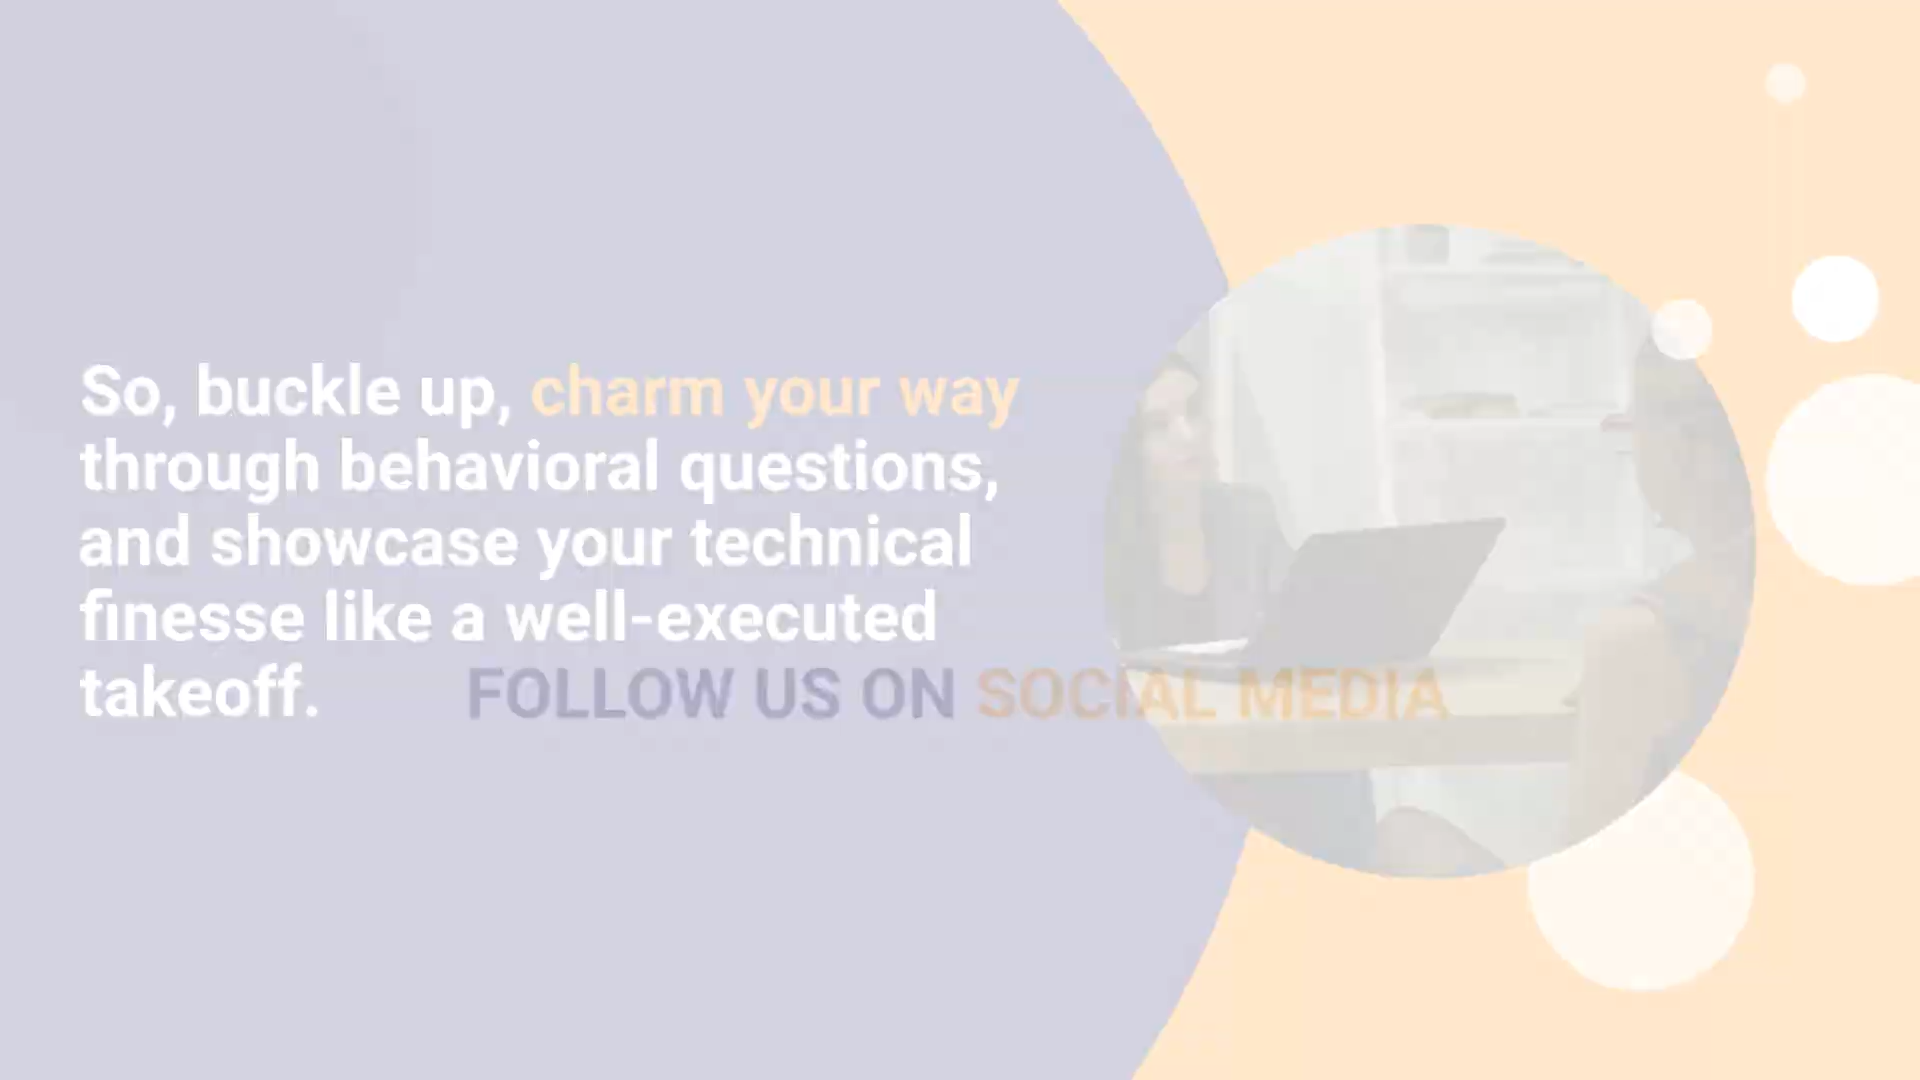 So, buckle up, charm your way
through behavioral questions,
and showcase your technical
finesse like a well-executed
takeoff.
FOLLOW US ON SOCIAL MEDIA